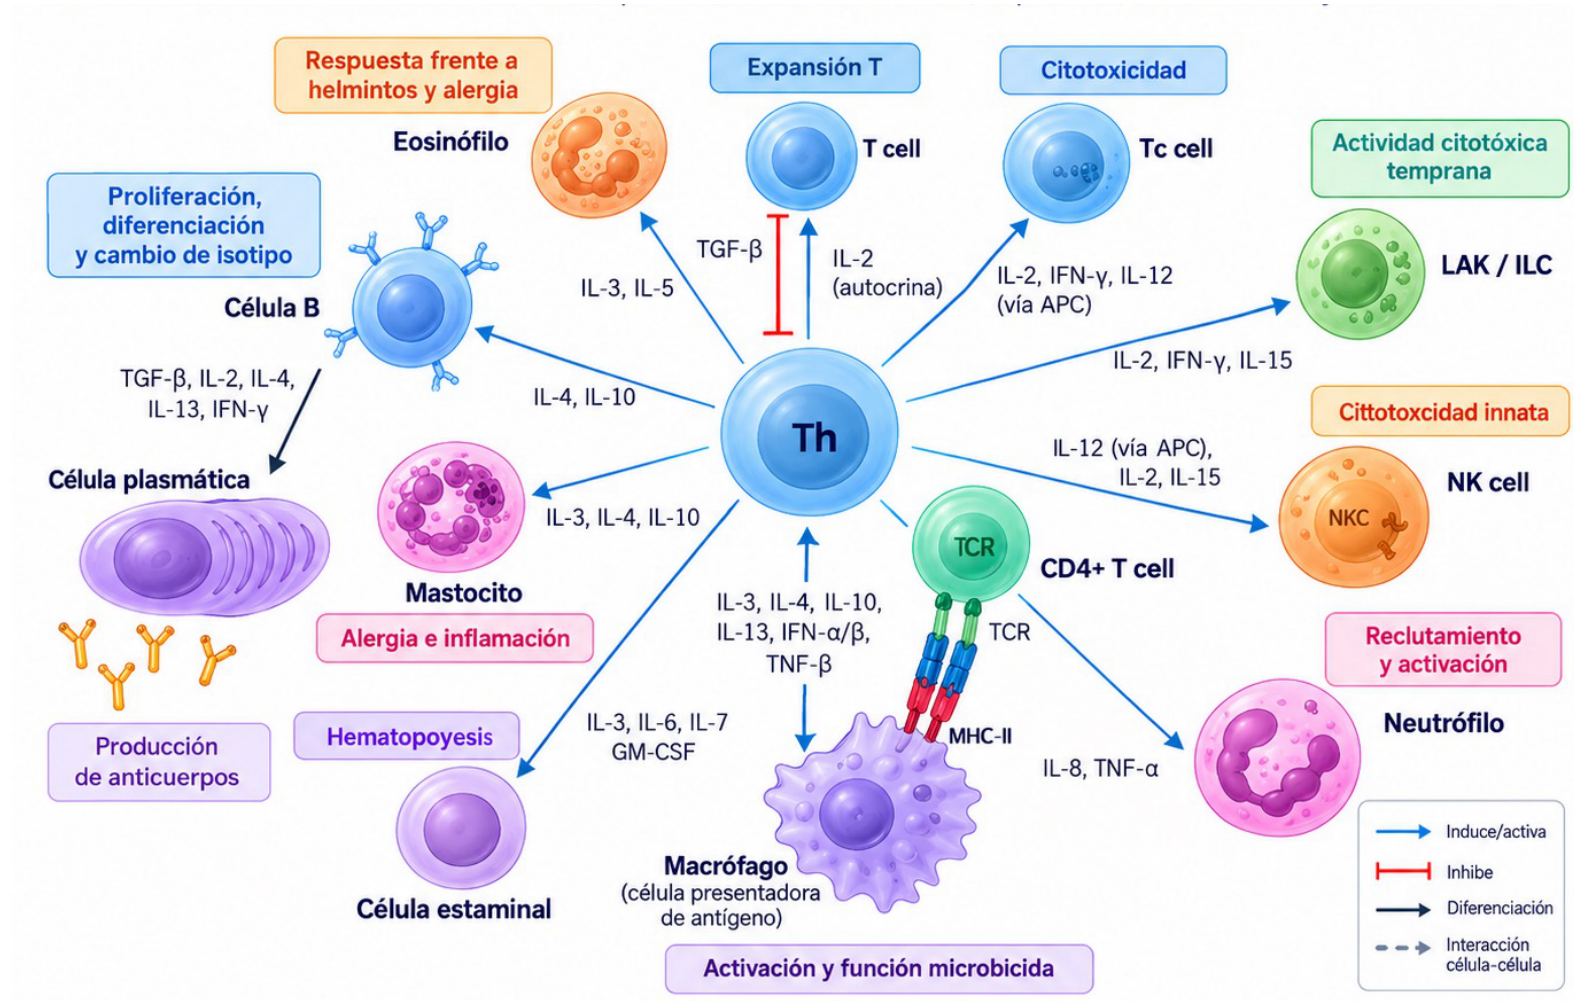 Respuesta frente a
helmintos y alergia
Eosinófilo
Expansión T
T cell
Citotoxicidad
Tc cell
Actividad citotóxica
temprana
LAK / ILC
Proliferación,
diferenciación
y cambio de isotipo
Célula B
TGF-β
IL-2
(autocrina)
IL-3, IL-5
IL-2, IFN-γ, IL-12
(vía APC)
IL-2, IFN-γ, IL-15
TGF-β, IL-2, IL-4,
IL-13, IFN-γ
IL-4, IL-10
Th
Cittotoxcidad innata
IL-12 (vía APC),
IL-2, IL-15
NK cell
NKC
Célula plasmática
IL-3, IL-4, IL-10
Mastocito
Alergia e inflamación
TCR
CD4+ T cell
IL-3, IL-4, IL-10,
IL-13, IFN-α/β,
TNF-β
TCR
MHC-II
Reclutamiento
y activación
Neutrófilo
IL-8, TNF-α
Producción
de anticuerpos
Hematopoyesis
IL-3, IL-6, IL-7
GM-CSF
Célula estaminal
Macrófago
(célula presentadora
de antígeno)
Activación y función microbicida
Induce/activa
Inhibe
Diferenciación
Interacción
célula-célula